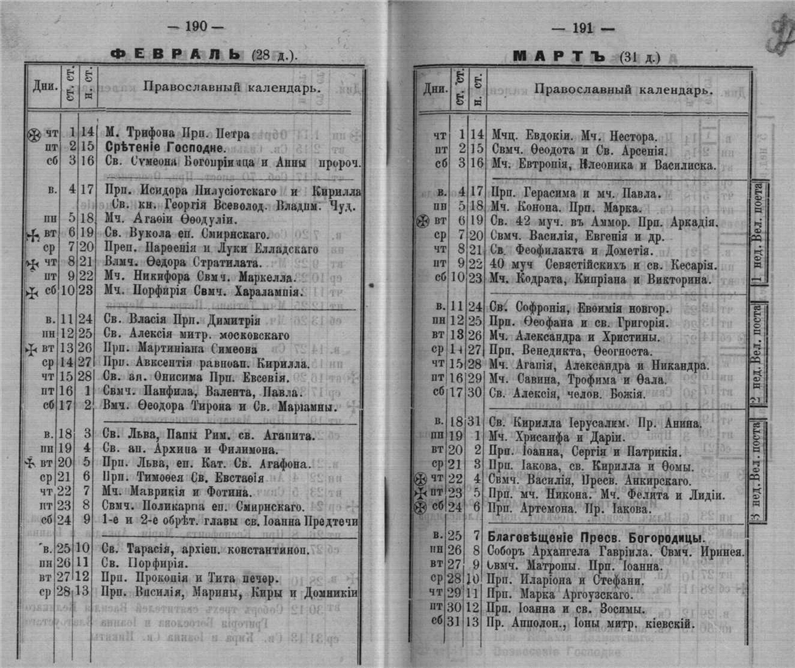 — 190 —
ФЕВРАЛЬ (28 д.).
Дни. ст. ст. н. ст. Православный календарь.
чт 1 14 М. Трифона Прп. Петра
пт 2 15 Срѣтеніе Господне.
сб 3 16 Св. Сумеона Богопріимца и Анны пророч.
в. 4 17 Прп. Исидора Пилусіотскаго и Кирилла
Св. кн. Георгія Всеволод. Владим. Чуд.
пн 5 18 Мч. Агаѳіи Ѳеодуліи.
вт 6 19 Св. Вукола еп. Смирнскаго.
ср 7 20 Преп. Парѳенія и Луки Елладскаго
чт 8 21 Влмч. Ѳедора Стратилата.
пт 9 22 Мч. Никифора Свмч. Маркелла.
сб 10 23 Мч. Порфирія Свмч. Харалампія.
в. 11 24 Св. Власія Прп. Димитрія
пн 12 25 Св. Алексія митр. московскаго
вт 13 26 Прп. Мартиніана Симеона
ср 14 27 Прп. Авксентія равноап. Кирилла.
чт 15 28 Св. ап. Онисима Прп. Евсевія.
пт 16 1 Свмч. Панфила, Валента, Павла.
сб 17 2 Вмч. Ѳеодора Тирона и Св. Маріамны.
в. 18 3 Св. Льва, Папы Рим. св. Агапита.
пн 19 4 Св. ап. Архипа и Филимона.
вт 20 5 Прп. Льва, еп. Кат. Св. Агафона.
ср 21 6 Прп. Тимоѳея Св. Евстаѳія
чт 22 7 Мч. Маврикія и Фотина.
пт 23 8 Свмч. Поликарпа еп. Смирнскаго.
сб 24 9 1-е и 2-е обрѣт. главы св. Іоанна Предтечи
в. 25 10 Св. Тарасія, архіеп. константиноп.
пн 26 11 Св. Порфирія.
вт 27 12 Прп. Прокопія и Тита печер.
ср 28 13 Прп. Василія, Марины, Киры и Домникіи
— 191 —
МАРТЪ (31 д.)
Дни. ст. ст. н. ст. Православный календарь.
чт 1 14 Мчц. Евдокіи. Мч. Нестора.
пт 2 15 Свмч. Ѳеодота и Св. Арсенія.
сб 3 16 Мч. Евтропія, Клеоника и Василиска.
в. 4 17 Прп. Герасима и мч. Павла.
пн 5 18 Мч. Конона. Прп. Марка.
вт 6 19 Св. 42 муч. въ Аммор. Прп. Аркадія.
ср 7 20 Свмч. Василія, Евгенія и др.
чт 8 21 Св. Феофилакта и Дометія.
пт 9 22 40 муч Севястійскихъ и св. Кесарія.
сб 10 23 Мч. Кодрата, Кипріана и Викторина.
1. нед. Вел. поста
в. 11 24 Св. Софронія, Евѳимія новгор.
пн 12 25 Прп. Ѳеофана и св. Григоріи.
вт 13 26 Мч. Александра и Христины.
ср 14 27 Прп. Венедикта, Ѳеогноста.
чт 15 28 Мч. Агапія, Александра и Никандра.
пт 16 29 Мч. Савина, Трофима и Ѳала.
сб 17 30 Св. Алексія, челов. Божія.
2 нед. Вел. поста
в. 18 31 Св. Кирилла Іерусалим. Пр. Анина.
пн 19 1 Мч. Хрисанфа и Даріи.
вт 20 2 Прп. Іоанна, Сергія и Патрикія.
ср 21 3 Прп. Іакова, св. Кирилла и Ѳомы.
чт 22 4 Свмч. Василія, Пресв. Анкирскаго.
пт 23 5 Прп. мч. Никона. Мч. Фелята и Лидіи.
сб 24 6 Прп. Артемона. Пр. Іакова.
3 нед. Вел. поста
в. 25 7 Благовѣщеніе Пресв. Богородицы.
пн 26 8 Соборъ Архангела Гавріила. Свмч. Иринея.
вт 27 9 Свмч. Матроны. Прп. Іоанна.
ср 28 10 Прп. Иларіона и Стефани.
чт 29 11 Прп. Марка Аргоузскаго.
пт 30 12 Прп. Іоанна и св. Зосимы.
сб 31 13 Пр. Апполон., Іоны митр. кіевскій.